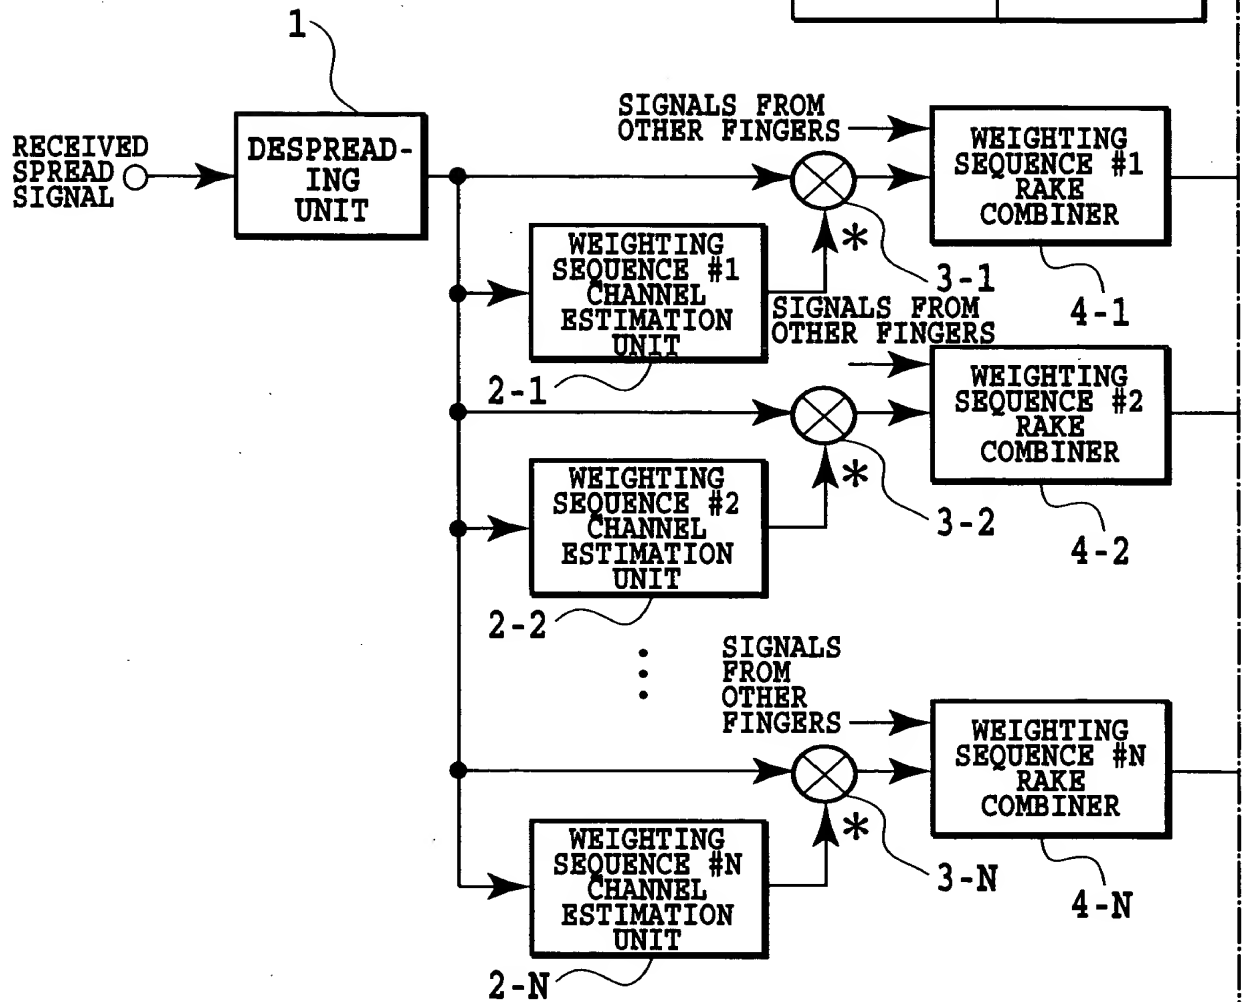 1
RECEIVED
SPREAD
SIGNAL
DESPREAD-
ING
UNIT
SIGNALS FROM
OTHER FINGERS
WEIGHTING
SEQUENCE #1
RAKE
COMBINER
*
3-1
4-1
WEIGHTING
SEQUENCE #1
CHANNEL
ESTIMATION
UNIT
2-1
SIGNALS FROM
OTHER FINGERS
WEIGHTING
SEQUENCE #2
RAKE
COMBINER
*
3-2
4-2
WEIGHTING
SEQUENCE #2
CHANNEL
ESTIMATION
UNIT
2-2
SIGNALS
FROM
OTHER
FINGERS
WEIGHTING
SEQUENCE #N
RAKE
COMBINER
*
3-N
4-N
WEIGHTING
SEQUENCE #N
CHANNEL
ESTIMATION
UNIT
2-N